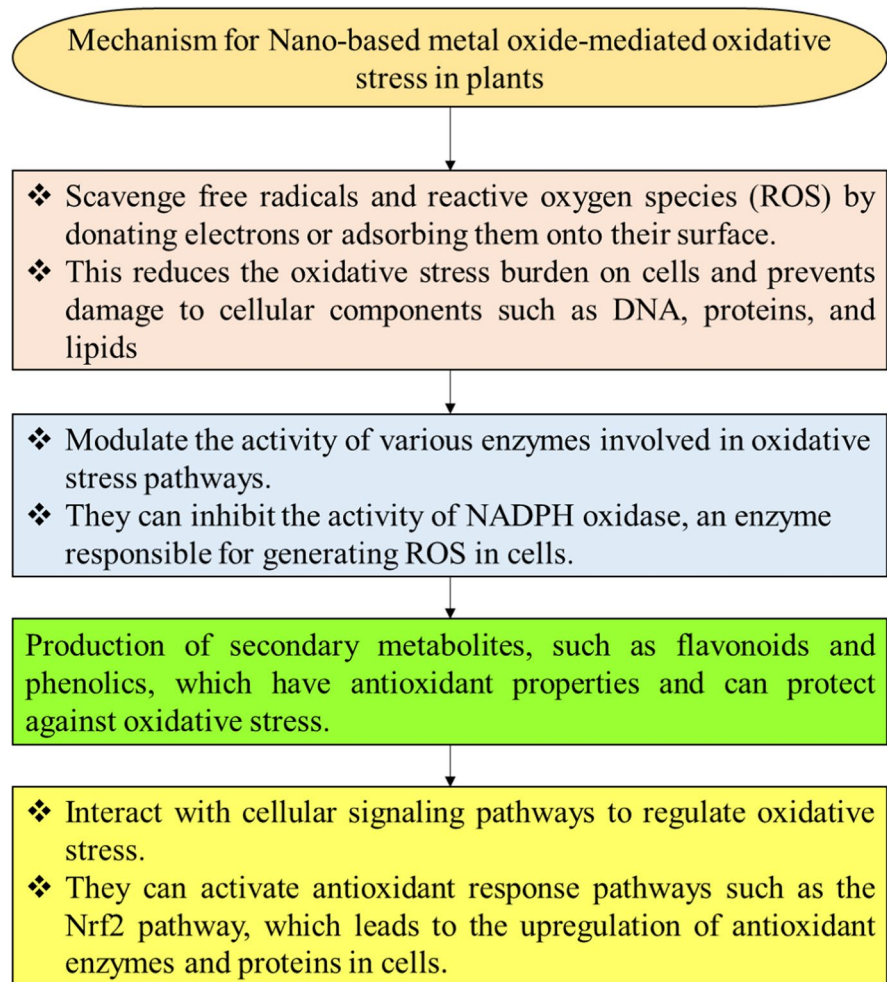 Mechanism for Nano-based metal oxide-mediated oxidative
stress in plants
❖ Scavenge free radicals and reactive oxygen species (ROS) by
donating electrons or adsorbing them onto their surface.
❖ This reduces the oxidative stress burden on cells and prevents
damage to cellular components such as DNA, proteins, and
lipids
❖ Modulate the activity of various enzymes involved in oxidative
stress pathways.
❖ They can inhibit the activity of NADPH oxidase, an enzyme
responsible for generating ROS in cells.
Production of secondary metabolites, such as flavonoids and
phenolics, which have antioxidant properties and can protect
against oxidative stress.
❖ Interact with cellular signaling pathways to regulate oxidative
stress.
❖ They can activate antioxidant response pathways such as the
Nrf2 pathway, which leads to the upregulation of antioxidant
enzymes and proteins in cells.